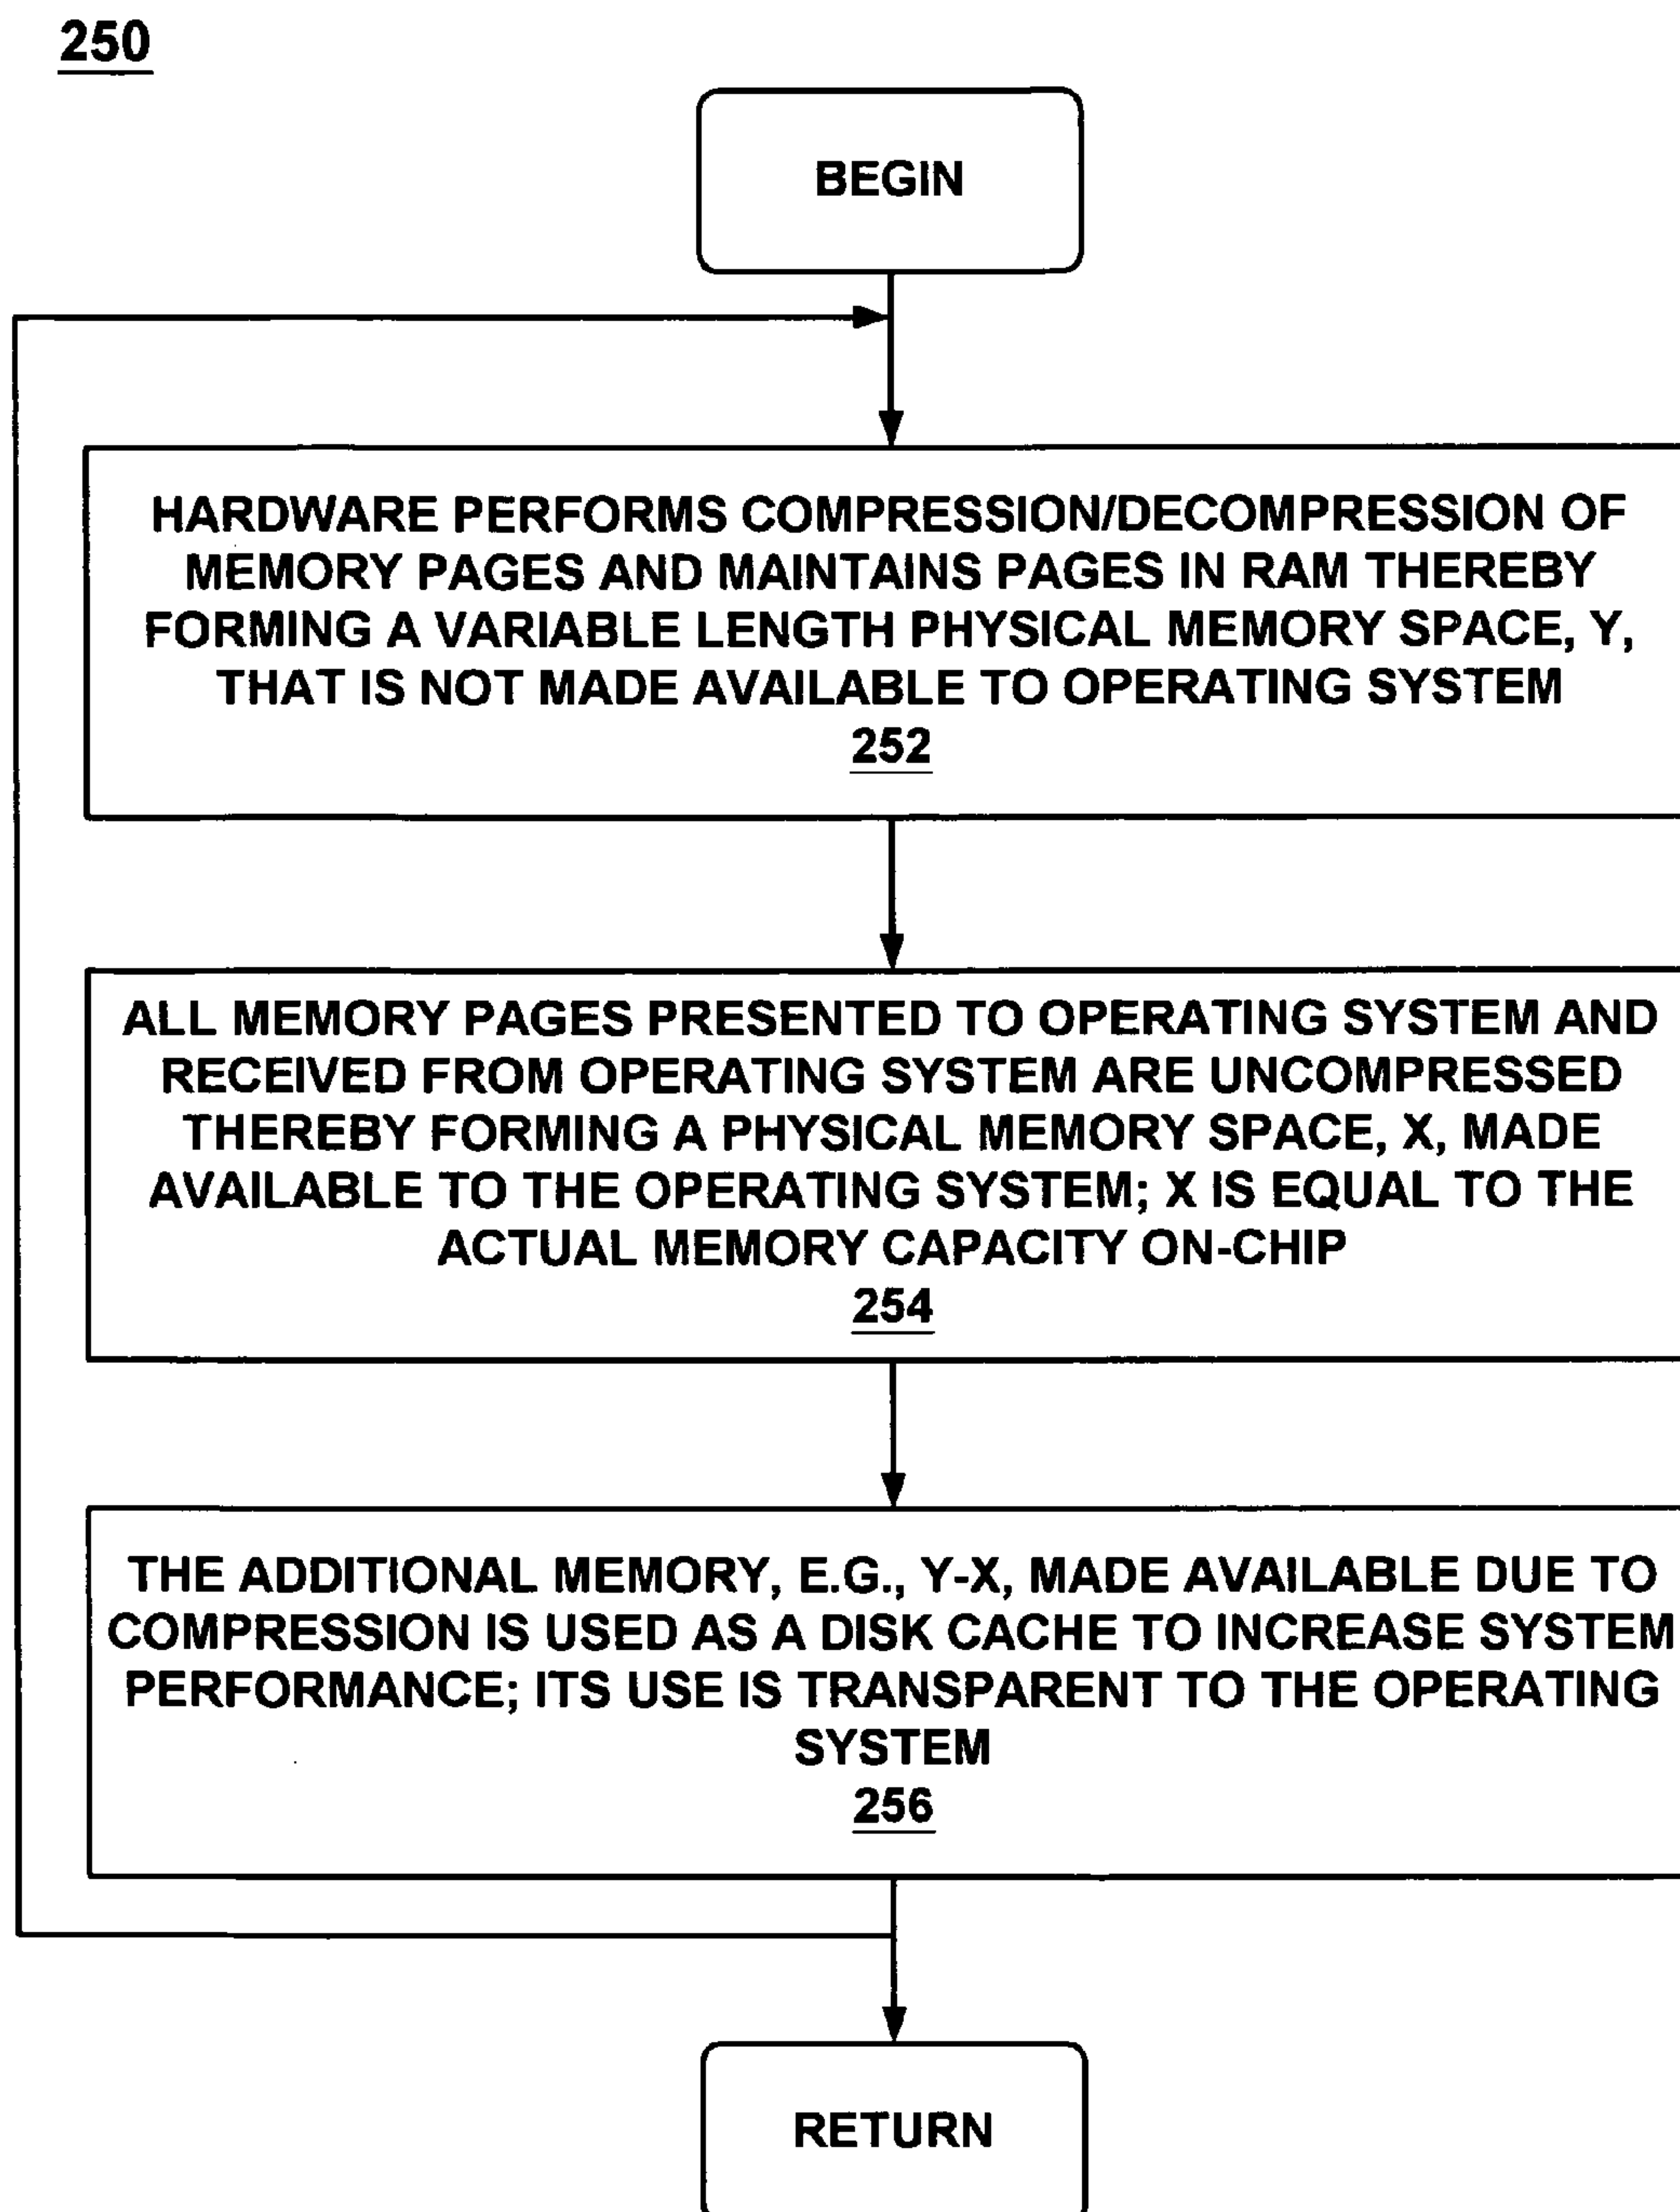 250
BEGIN
HARDWARE PERFORMS COMPRESSION/DECOMPRESSION OF
MEMORY PAGES AND MAINTAINS PAGES IN RAM THEREBY
FORMING A VARIABLE LENGTH PHYSICAL MEMORY SPACE, Y,
THAT IS NOT MADE AVAILABLE TO OPERATING SYSTEM
252
ALL MEMORY PAGES PRESENTED TO OPERATING SYSTEM AND
RECEIVED FROM OPERATING SYSTEM ARE UNCOMPRESSED
THEREBY FORMING A PHYSICAL MEMORY SPACE, X, MADE
AVAILABLE TO THE OPERATING SYSTEM; X IS EQUAL TO THE
ACTUAL MEMORY CAPACITY ON-CHIP
254
THE ADDITIONAL MEMORY, E.G., Y-X, MADE AVAILABLE DUE TO
COMPRESSION IS USED AS A DISK CACHE TO INCREASE SYSTEM
PERFORMANCE; ITS USE IS TRANSPARENT TO THE OPERATING
SYSTEM
256
RETURN